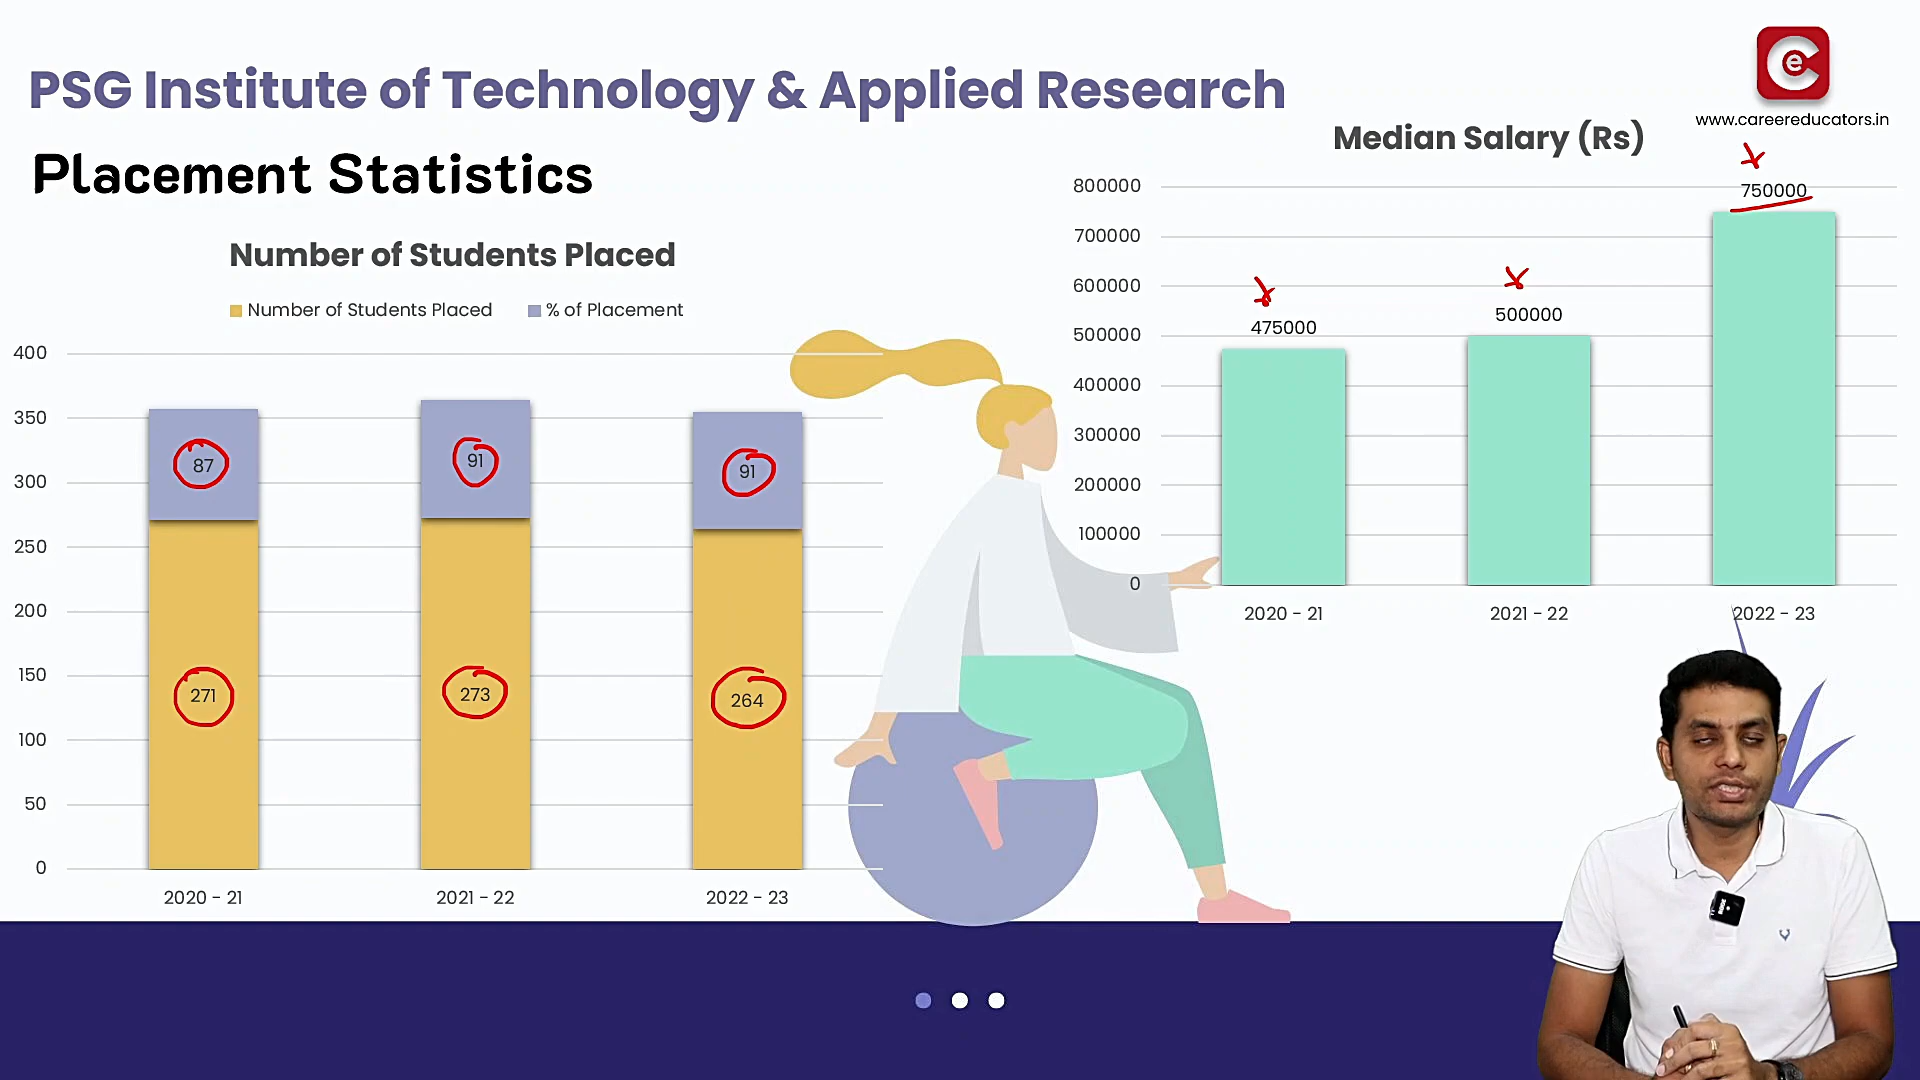 PSG Institute of Technology & Applied Research
e
www.careereducators.in
Placement Statistics
Number of Students Placed
Number of Students Placed
% of Placement
400
350
300
250
200
150
100
50
0
87
91
91
271
273
264
2020 - 21
2021 - 22
2022 - 23
Median Salary (Rs)
800000
700000
600000
500000
400000
300000
200000
100000
0
475000
500000
750000
2020 - 21
2021 - 22
2022 - 23